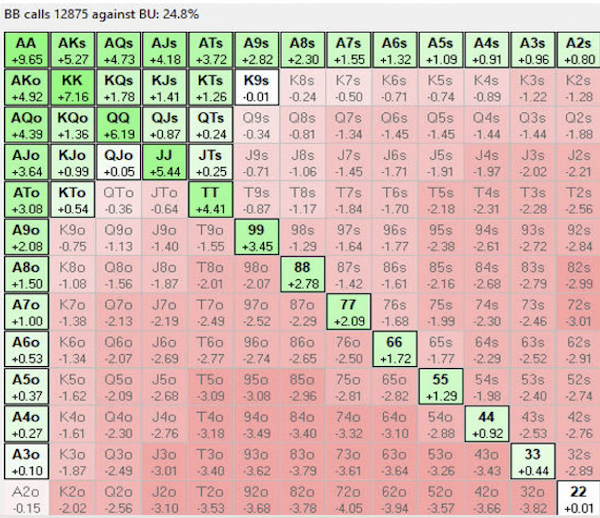 BB calls 12875 against BU: 24.8%
AA AKs AQs AJs ATs A9s A8s A7s A6s A5s A4s A3s A2s
+9.65 +5.27 +4.73 +4.18 +3.72 +2.82 +2.30 +1.55 +1.32 +1.09 +0.91 +0.96 +0.80
AKo KK KQs KJs KTs K9s K8s K7s K6s K5s K4s K3s K2s
+4.92 +7.16 +1.78 +1.41 +1.26 -0.01 -0.24 -0.50 -0.71 -0.74 -0.89 -1.22 -1.28
AQo KQo QQ QJs QTs Q9s Q8s Q7s Q6s Q5s Q4s Q3s Q2s
+4.39 +1.36 +6.19 +0.87 +0.24 -0.34 -0.81 -1.34 -1.45 -1.45 -1.44 -1.44 -1.88
AJo KJo QJo JJ JTs J9s J8s J7s J6s J5s J4s J3s J2s
+3.64 +0.99 +0.05 +5.44 +0.25 -0.71 -1.06 -1.45 -1.71 -1.91 -1.97 -2.02 -2.21
ATo KTo QTo JTo TT T9s T8s T7s T6s T5s T4s T3s T2s
+3.08 +0.54 -0.36 -0.64 +4.41 -0.87 -1.17 -1.84 -1.70 -2.18 -2.31 -2.28 -2.56
A9o K9o Q9o J9o T9o 99 98s 97s 96s 95s 94s 93s 92s
+2.08 -0.75 -1.13 -1.40 -1.55 +3.45 -1.29 -1.64 -1.77 -2.38 -2.61 -2.72 -2.84
A8o K8o Q8o J8o T8o 98o 88 87s 86s 85s 84s 83s 82s
+1.50 -1.08 -1.56 -1.87 -2.01 -2.07 +2.78 -1.42 -1.61 -2.16 -2.68 -2.79 -2.99
A7o K7o Q7o J7o T7o 97o 87o 77 76s 75s 74s 73s 72s
+1.00 -1.38 -2.13 -2.19 -2.49 -2.52 -2.29 +2.09 -1.68 -1.99 -2.30 -2.46 -3.01
A6o K6o Q6o J6o T6o 96o 86o 76o 66 65s 64s 63s 62s
+0.53 -1.34 -2.07 -2.69 -2.77 -2.74 -2.65 -2.50 +1.72 -1.77 -2.29 -2.52 -2.91
A5o K5o Q5o J5o T5o 95o 85o 75o 65o 55 54s 53s 52s
+0.37 -1.62 -2.09 -2.68 -3.09 -3.08 -2.96 -2.81 -2.82 +1.29 -1.98 -2.40 -2.74
A4o K4o Q4o J4o T4o 94o 84o 74o 64o 54o 44 43s 42s
+0.27 -1.61 -2.30 -2.76 -3.18 -3.49 -3.40 -3.32 -3.10 -2.88 +0.92 -2.53 -2.76
A3o K3o Q3o J3o T3o 93o 83o 73o 63o 53o 43o 33 32s
+0.10 -1.87 -2.49 -3.01 -3.40 -3.62 -3.79 -3.61 -3.64 -3.26 -3.43 +0.44 -2.89
A2o K2o Q2o J2o T2o 92o 82o 72o 62o 52o 42o 32o 22
-0.15 -2.02 -2.56 -3.10 -3.53 -3.68 -3.78 -4.05 -3.94 -3.57 -3.66 -3.82 +0.01